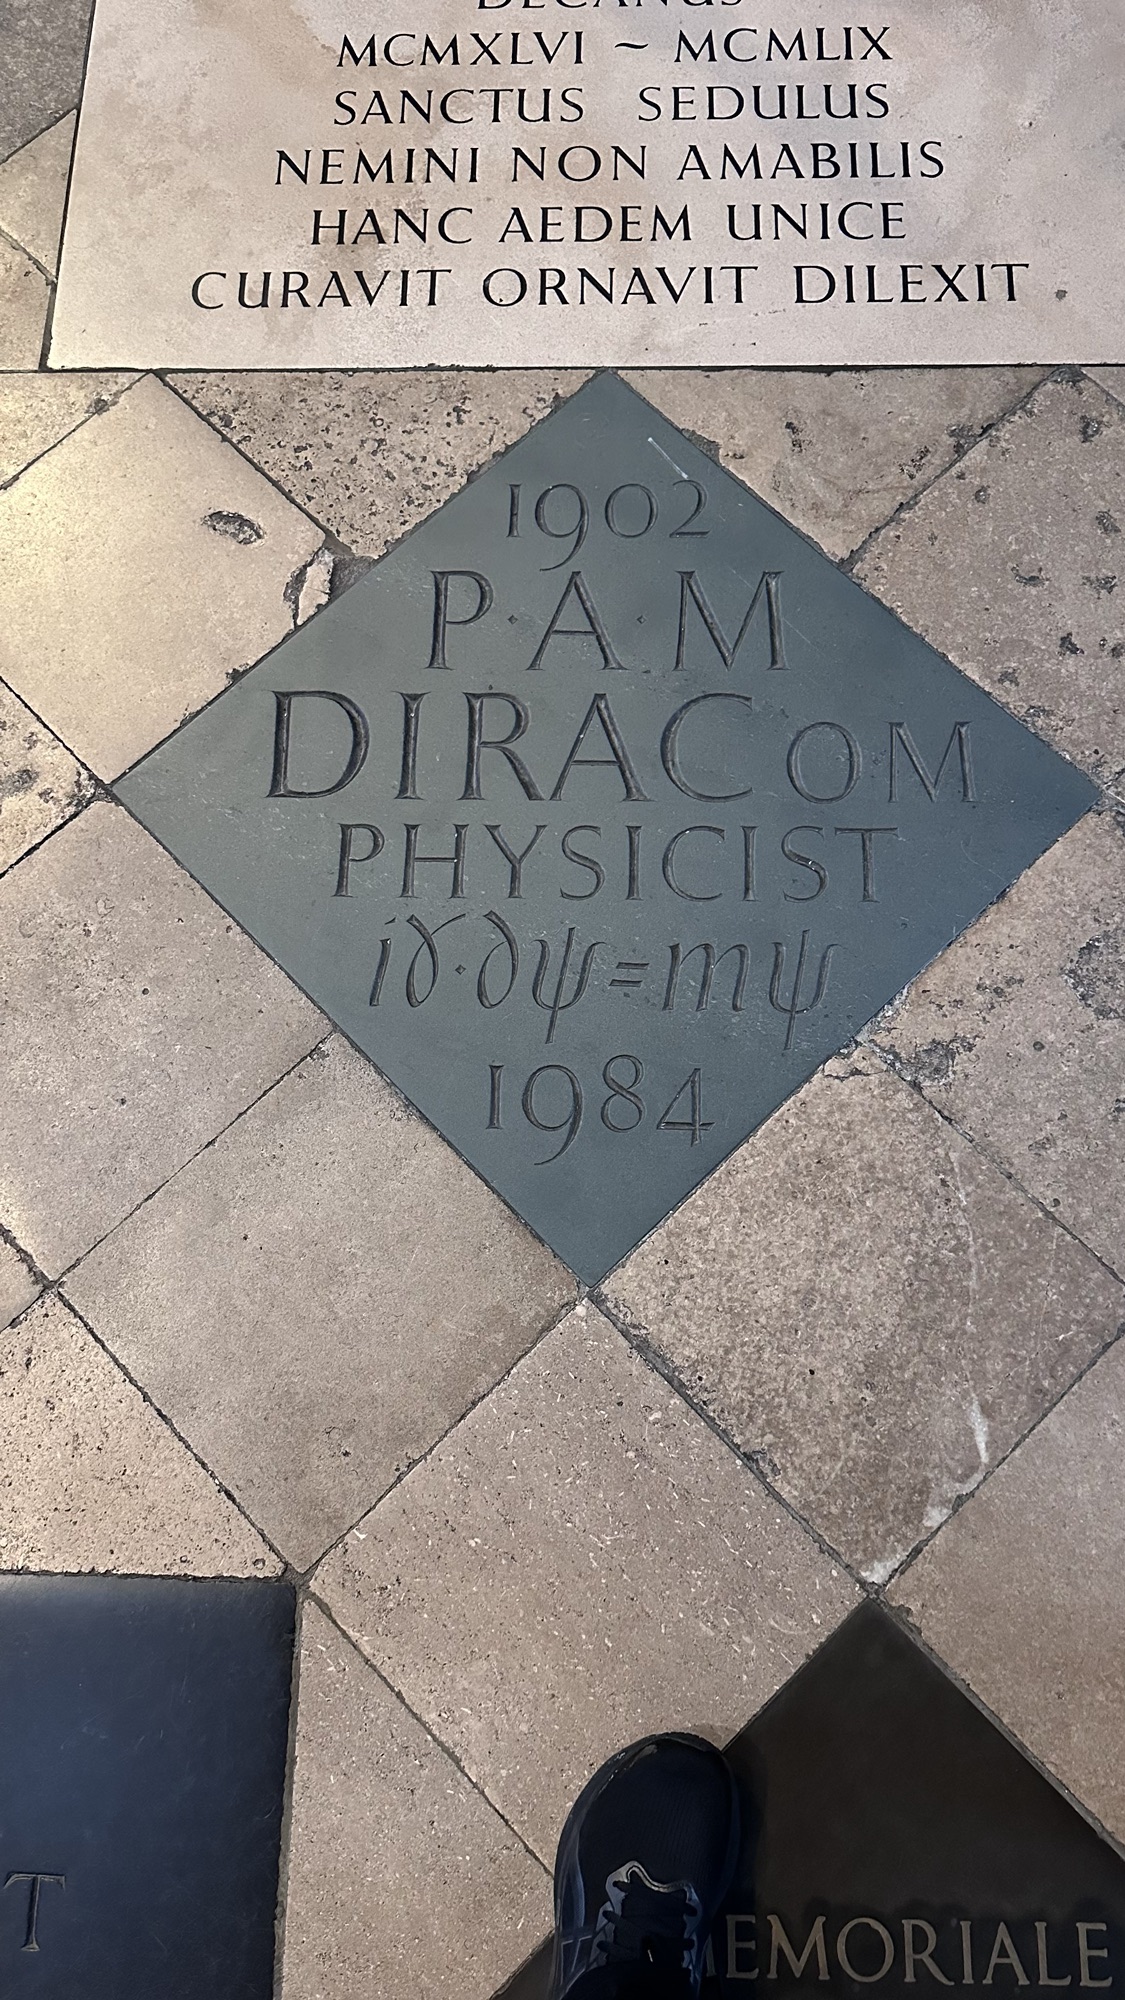 DECANUS
MCMXLVI ~ MCMLIX
SANCTUS SEDULUS
NEMINI NON AMABILIS
HANC AEDEM UNICE
CURAVIT ORNAVIT DILEXIT
1902
P·A·M
DIRAC OM
PHYSICIST
iγ·∂ψ=mψ
1984
T
EMORIALE